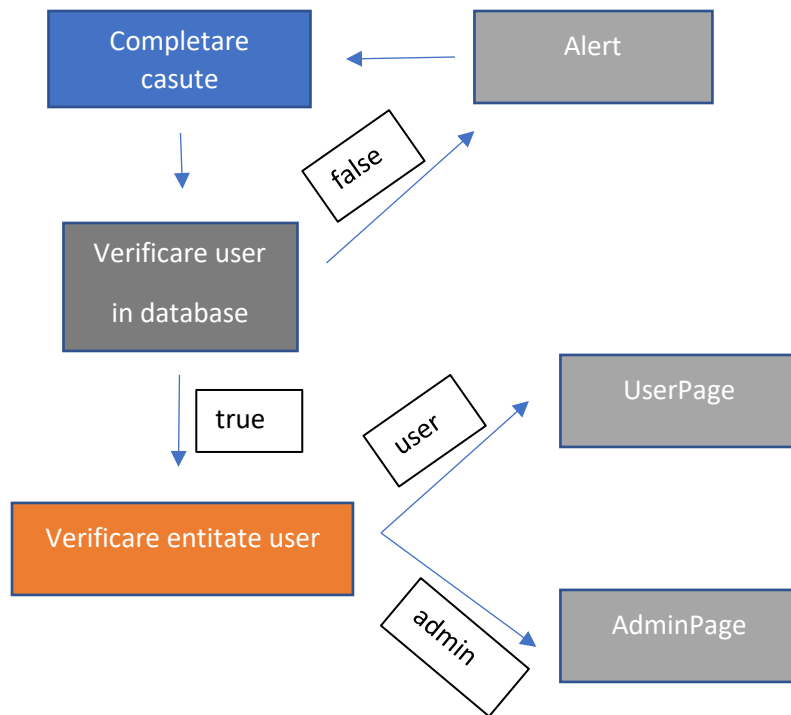 Completare
casute
Alert
false
Verificare user
in database
true
user
UserPage
Verificare entitate user
admin
AdminPage